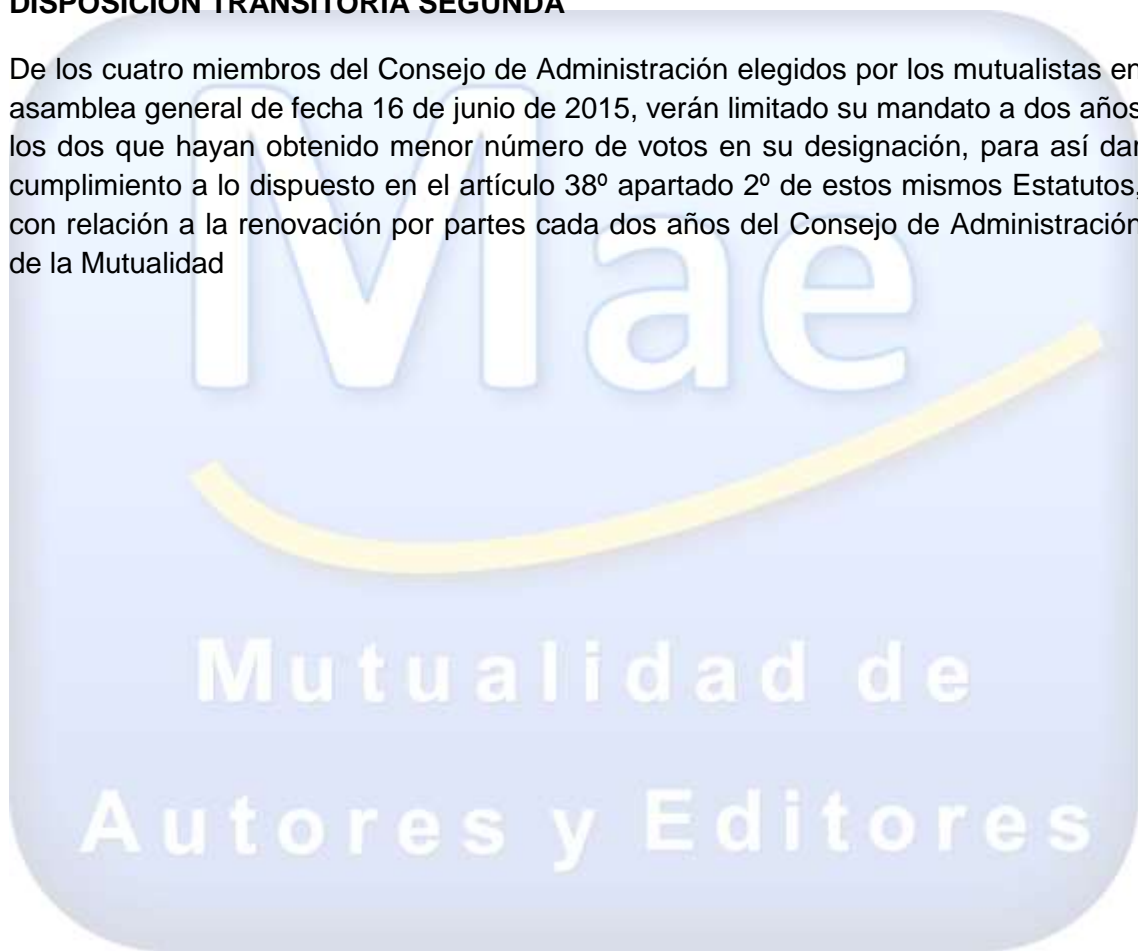 DISPOSICIÓN TRANSITORIA SEGUNDA
De los cuatro miembros del Consejo de Administración elegidos por los mutualistas en
asamblea general de fecha 16 de junio de 2015, verán limitado su mandato a dos años
los dos que hayan obtenido menor número de votos en su designación, para así dar
cumplimiento a lo dispuesto en el artículo 38º apartado 2º de estos mismos Estatutos,
con relación a la renovación por partes cada dos años del Consejo de Administración
de la Mutualidad
Mae
Mutualidad de
Autores y Editores